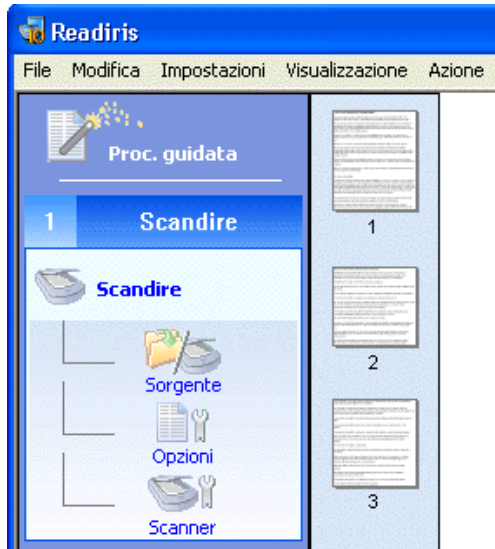 Readiris
File Modifica Impostazioni Visualizzazione Azione
Proc. guidata
1 Scandire
Scandire
Sorgente
Opzioni
Scanner
1
2
3